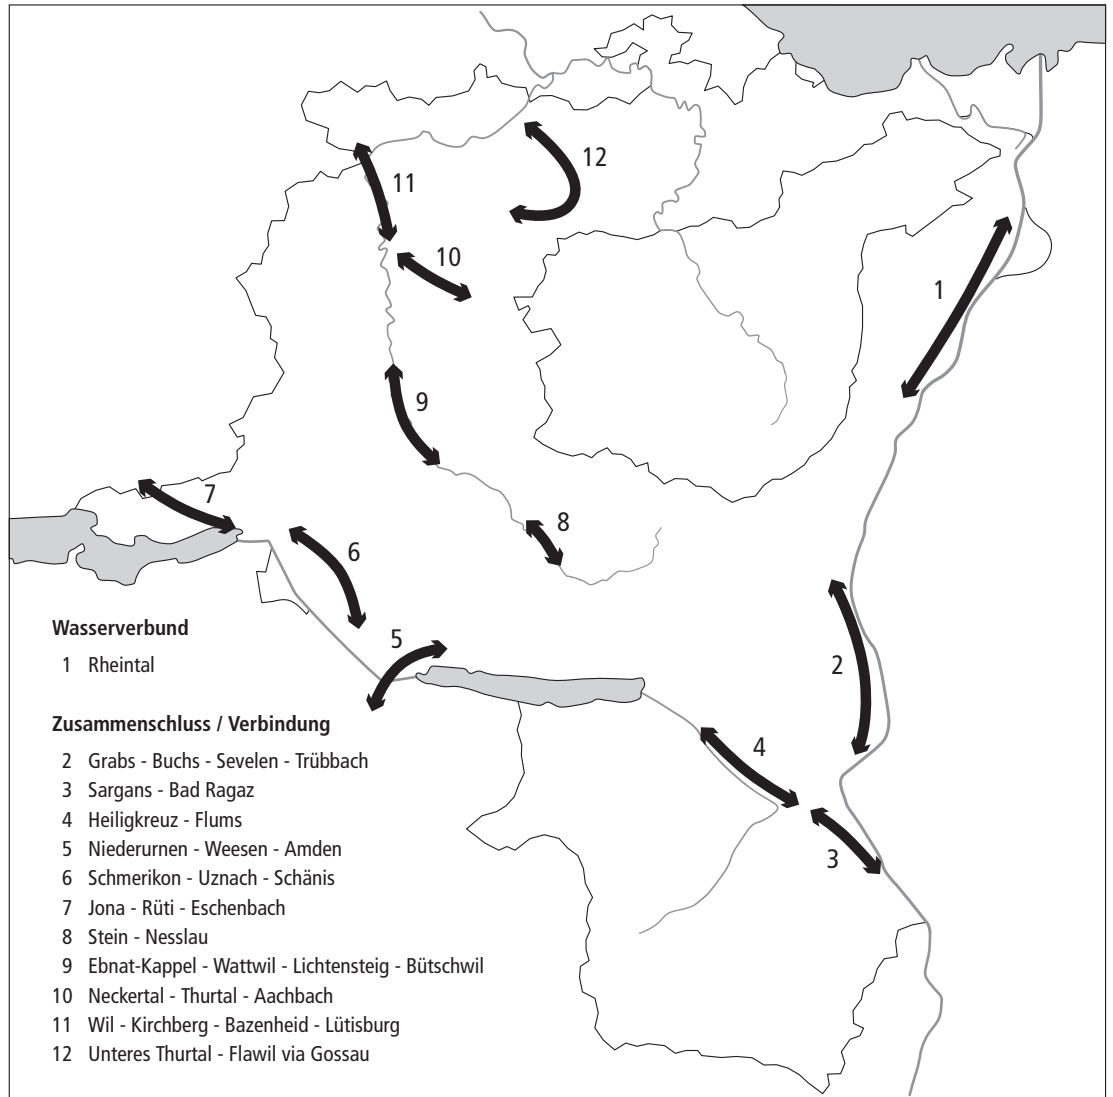 12
11
10
1
9
7
8
6
5
2
4
3
Wasserverbund
1 Rheintal
Zusammenschluss / Verbindung
2 Grabs - Buchs - Sevelen - Trübbach
3 Sargans - Bad Ragaz
4 Heiligkreuz - Flums
5 Niederurnen - Weesen - Amden
6 Schmerikon - Uznach - Schänis
7 Jona - Rüti - Eschenbach
8 Stein - Nesslau
9 Ebnat-Kappel - Wattwil - Lichtensteig - Bütschwil
10 Neckertal - Thurtal - Aachbach
11 Wil - Kirchberg - Bazenheid - Lütisburg
12 Unteres Thurtal - Flawil via Gossau